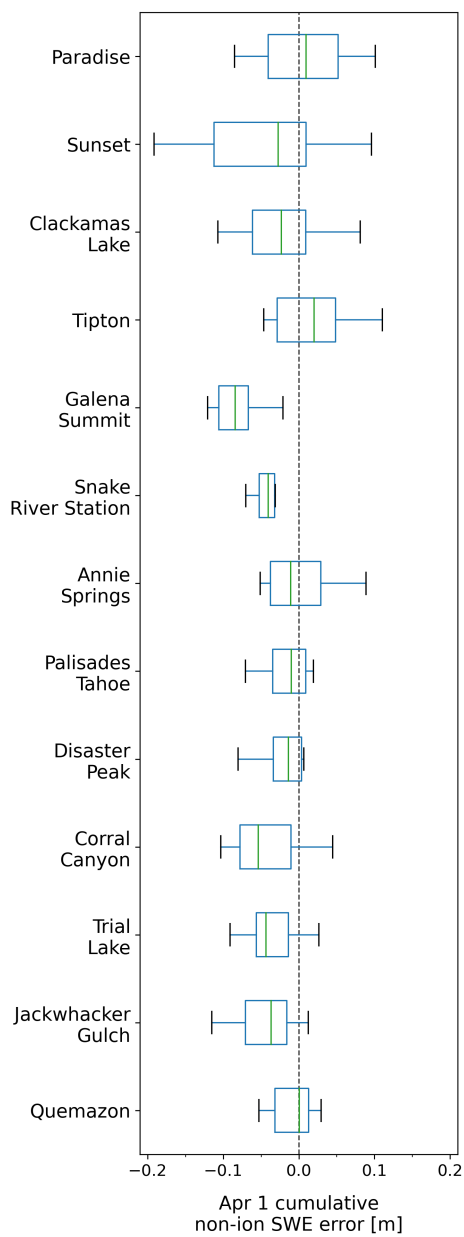 Paradise
Sunset
Clackamas
Lake
Tipton
Galena
Summit
Snake
River Station
Annie
Springs
Palisades
Tahoe
Disaster
Peak
Corral
Canyon
Trial
Lake
Jackwhacker
Gulch
Quemazon
−0.2 −0.1 0.0 0.1 0.2
Apr 1 cumulative
non-ion SWE error [m]